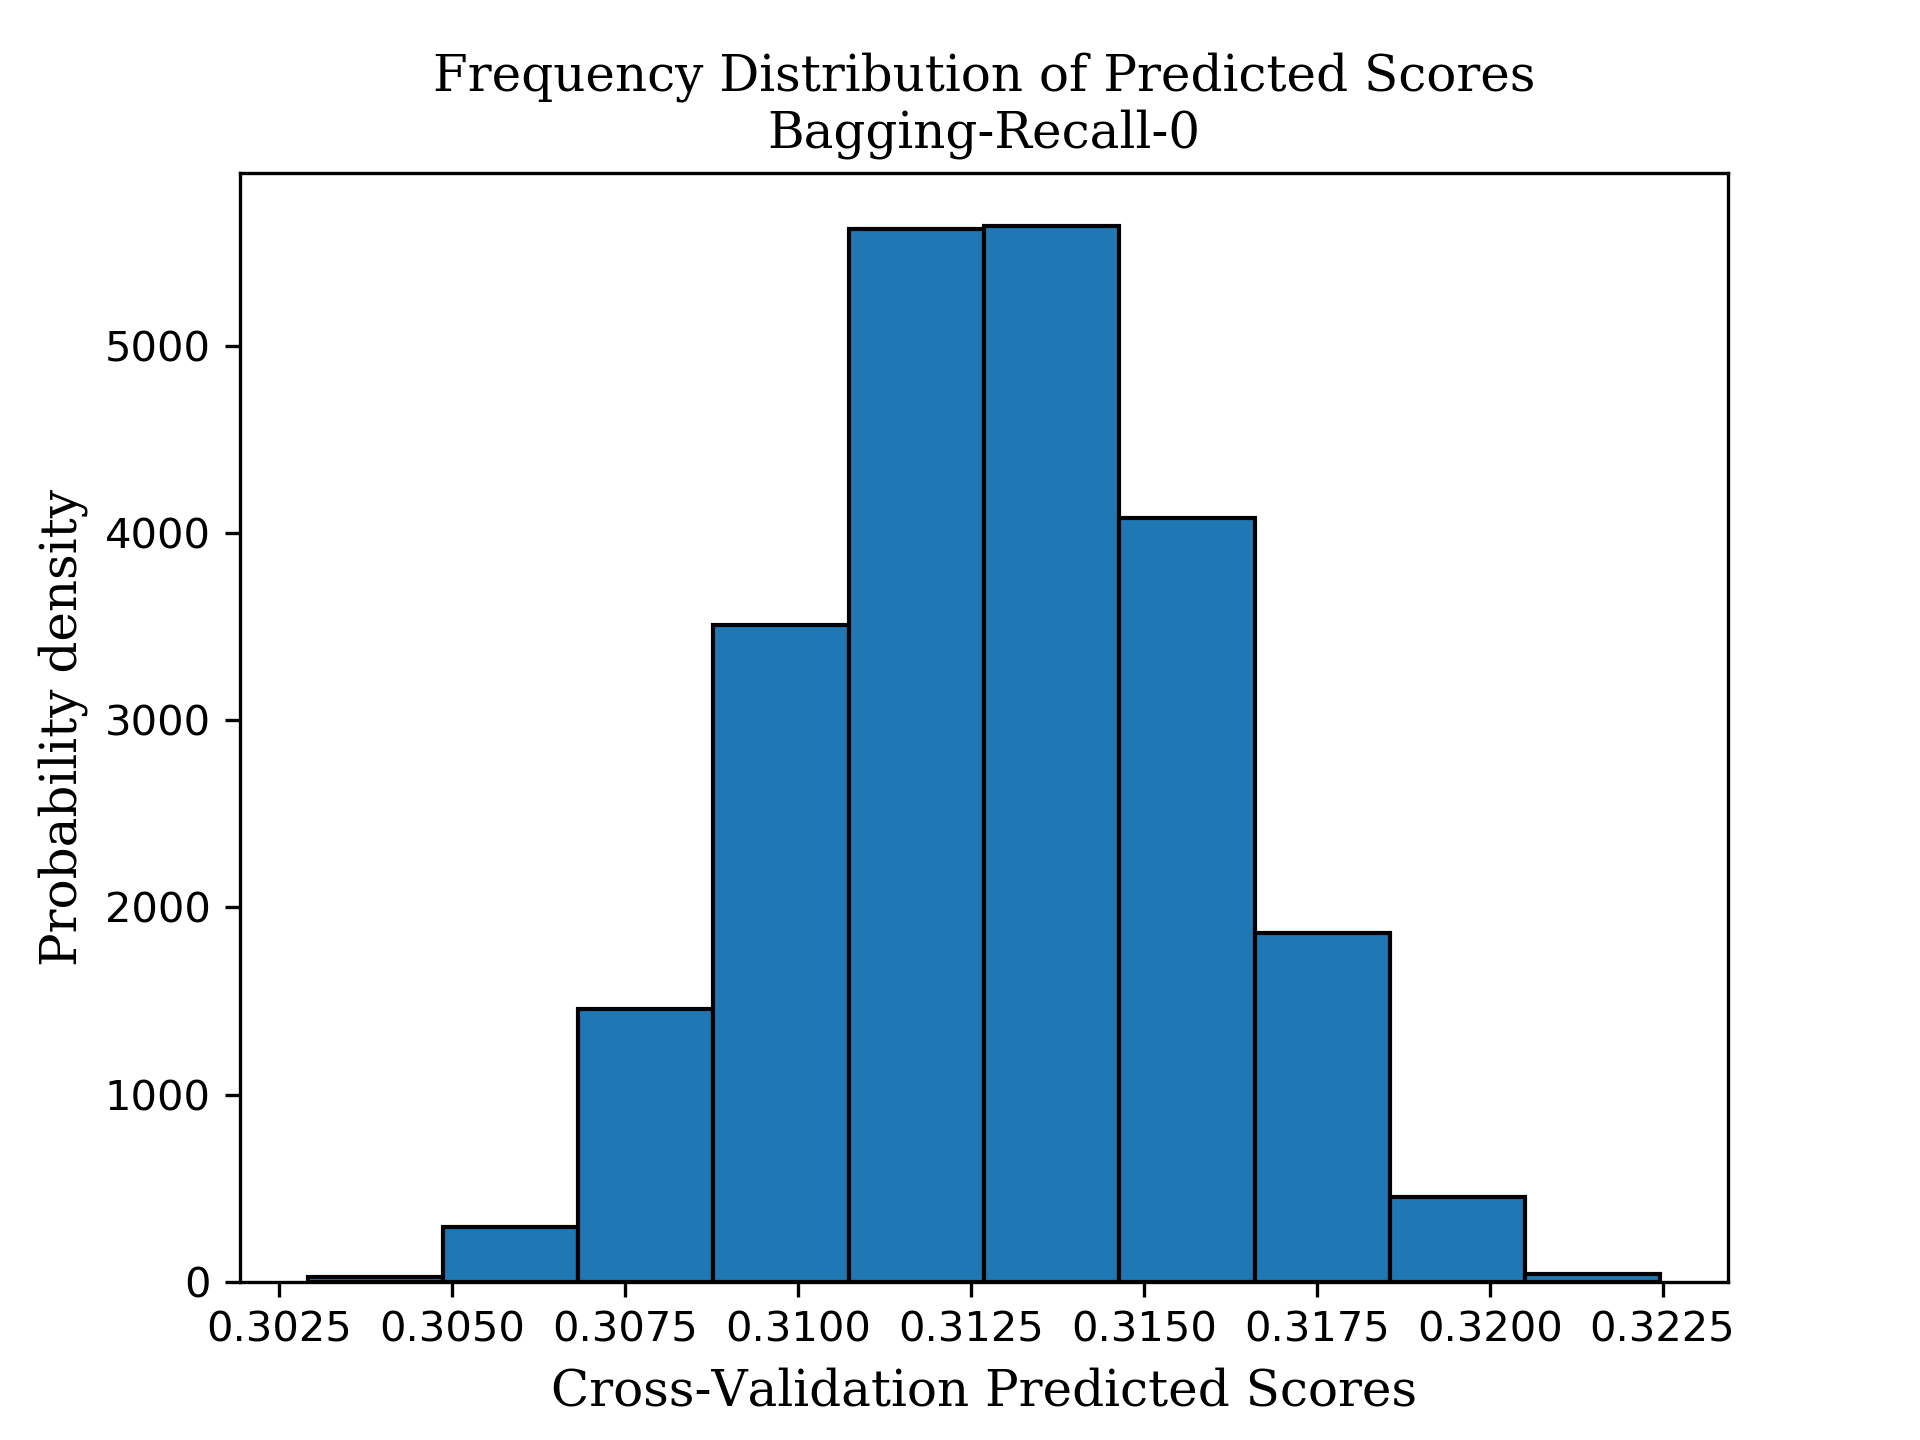 Frequency Distribution of Predicted Scores
Bagging-Recall-0
Probability density
5000
4000
3000
2000
1000
0
0.3025 0.3050 0.3075 0.3100 0.3125 0.3150 0.3175 0.3200 0.3225
Cross-Validation Predicted Scores